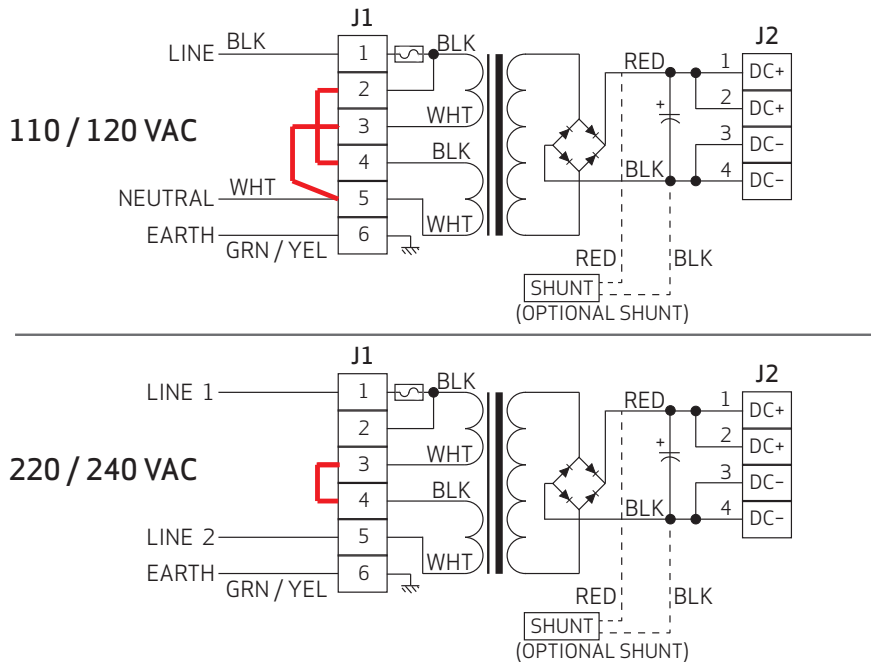 J1
J2
110 / 120 VAC
LINE BLK
NEUTRAL WHT
EARTH
GRN / YEL
1
2
3
4
5
6
BLK
WHT
BLK
WHT
RED
BLK
+
1 DC+
2 DC+
3 DC−
4 DC−
RED
BLK
SHUNT
(OPTIONAL SHUNT)
J1
J2
220 / 240 VAC
LINE 1
LINE 2
EARTH
GRN / YEL
1
2
3
4
5
6
BLK
WHT
BLK
WHT
RED
BLK
+
1 DC+
2 DC+
3 DC−
4 DC−
RED
BLK
SHUNT
(OPTIONAL SHUNT)